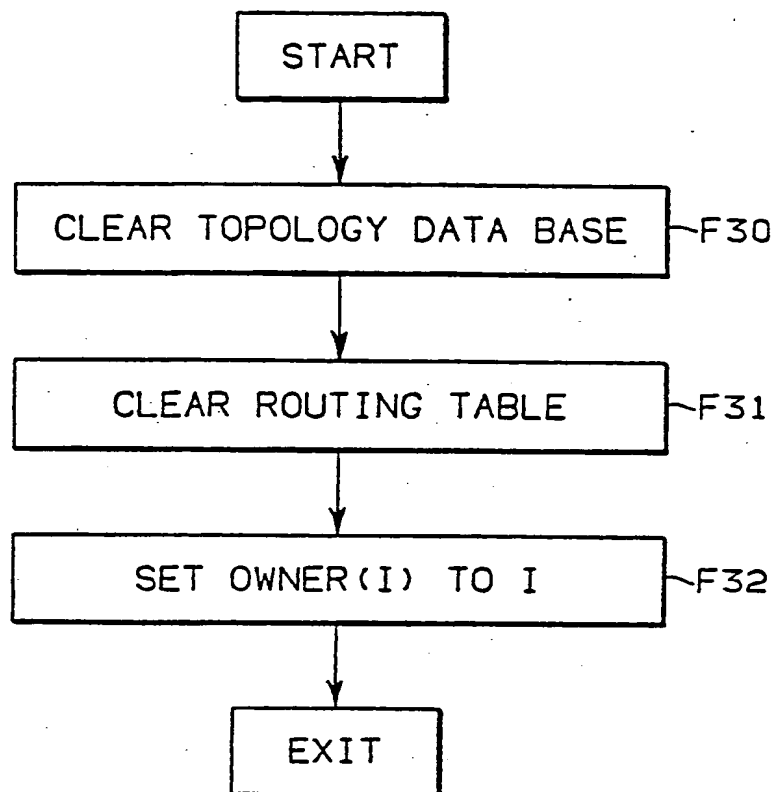 START
CLEAR TOPOLOGY DATA BASE F30
CLEAR ROUTING TABLE F31
SET OWNER(I) TO I F32
EXIT